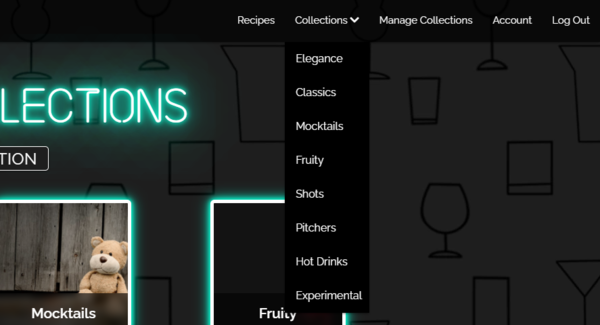 Recipes Collections Manage Collections Account Log Out
Elegance
Classics
LECTIONS
Mocktails
TION
Fruity
Shots
Pitchers
Hot Drinks
Experimental
Mocktails
Fruity